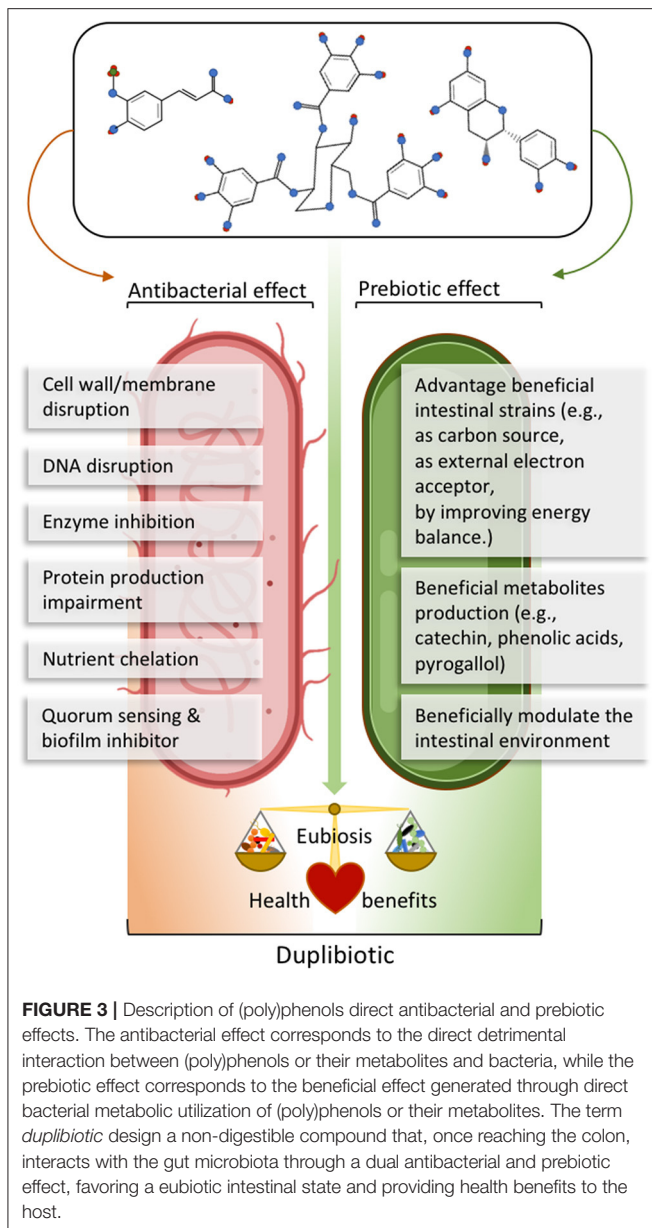 Antibacterial effect
Prebiotic effect
Cell wall/membrane
disruption
DNA disruption
Enzyme inhibition
Protein production
impairment
Nutrient chelation
Quorum sensing &
biofilm inhibitor
Advantage beneficial
intestinal strains (e.g.,
as carbon source,
as external electron
acceptor,
by improving energy
balance.)
Beneficial metabolites
production (e.g.,
catechin, phenolic acids,
pyrogallol)
Beneficially modulate the
intestinal environment
Eubiosis
Health benefits
Duplibiotic
FIGURE 3 | Description of (poly)phenols direct antibacterial and prebiotic
effects. The antibacterial effect corresponds to the direct detrimental
interaction between (poly)phenols or their metabolites and bacteria, while the
prebiotic effect corresponds to the beneficial effect generated through direct
bacterial metabolic utilization of (poly)phenols or their metabolites. The term
duplibiotic design a non-digestible compound that, once reaching the colon,
interacts with the gut microbiota through a dual antibacterial and prebiotic
effect, favoring a eubiotic intestinal state and providing health benefits to the
host.